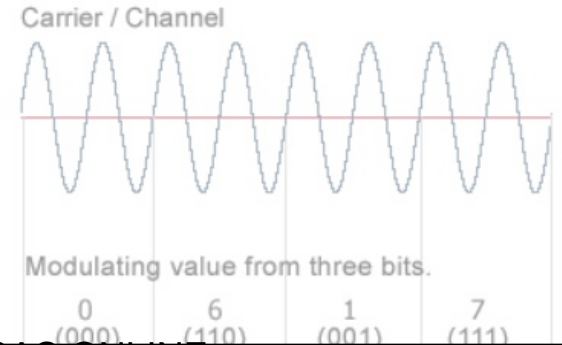 Carrier / Channel
Modulating value from three bits.
0 6 1 7
(000) (110) (001) (111)